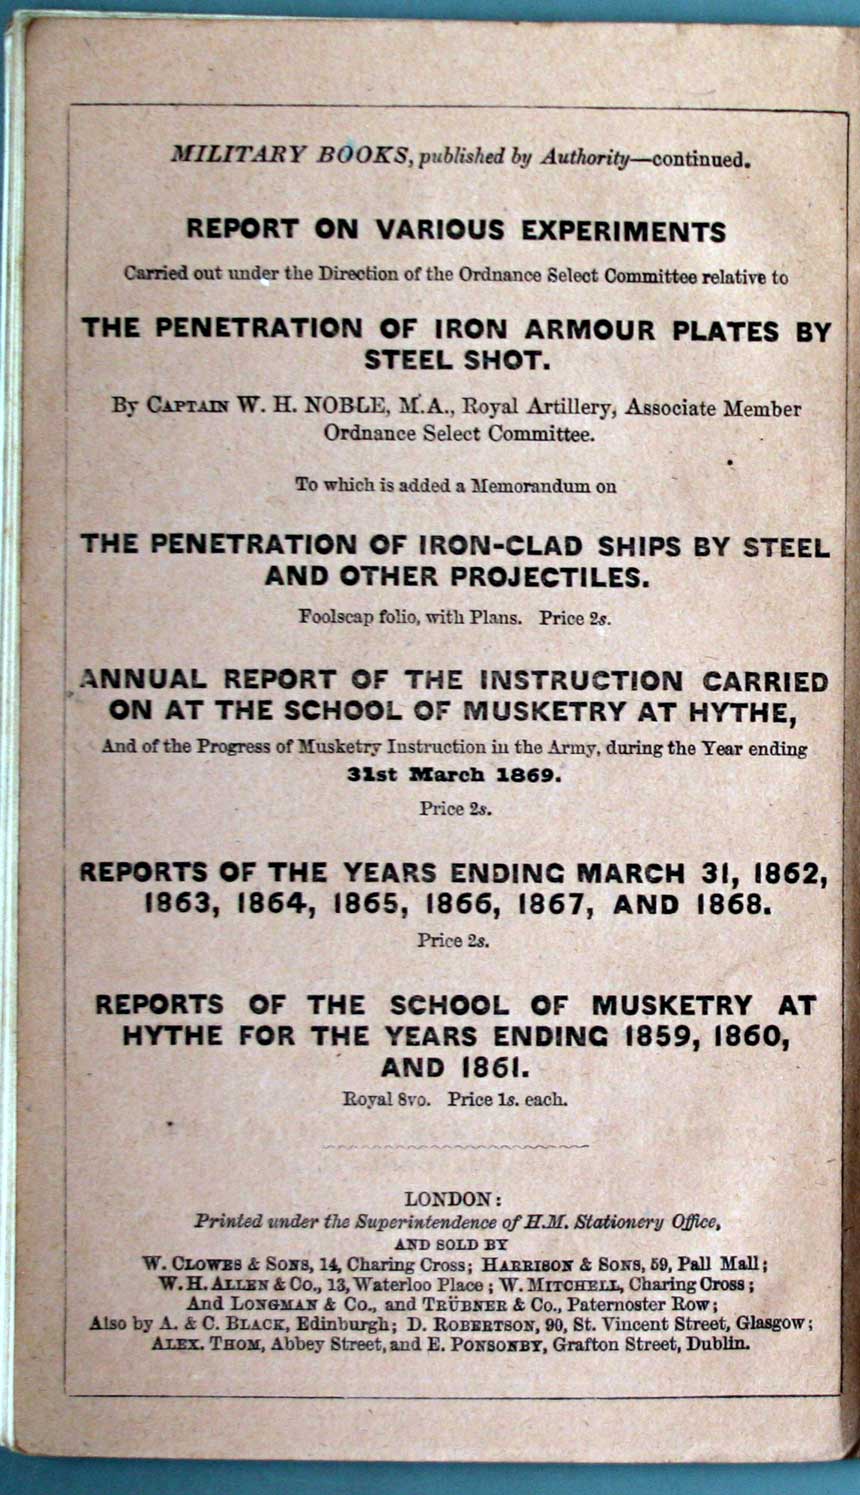 MILITARY BOOKS, published by Authority—continued.
REPORT ON VARIOUS EXPERIMENTS
Carried out under the Direction of the Ordnance Select Committee relative to
THE PENETRATION OF IRON ARMOUR PLATES BY
STEEL SHOT.
By CAPTAIN W. H. NOBLE, M.A., Royal Artillery, Associate Member
Ordnance Select Committee.
To which is added a Memorandum on
THE PENETRATION OF IRON-CLAD SHIPS BY STEEL
AND OTHER PROJECTILES.
Foolscap folio, with Plans. Price 2s.
ANNUAL REPORT OF THE INSTRUCTION CARRIED
ON AT THE SCHOOL OF MUSKETRY AT HYTHE,
And of the Progress of Musketry Instruction in the Army, during the Year ending
31st March 1869.
Price 2s.
REPORTS OF THE YEARS ENDING MARCH 31, 1862,
1863, 1864, 1865, 1866, 1867, AND 1868.
Price 2s.
REPORTS OF THE SCHOOL OF MUSKETRY AT
HYTHE FOR THE YEARS ENDING 1859, 1860,
AND 1861.
Royal 8vo. Price 1s. each.
LONDON:
Printed under the Superintendence of H.M. Stationery Office,
AND SOLD BY
W. CLOWES & SONS, 14, Charing Cross; HARRISON & SONS, 59, Pall Mall;
W. H. ALLEN & Co., 13, Waterloo Place; W. MITCHELL, Charing Cross;
And LONGMAN & Co., and TRÜBNER & Co., Paternoster Row;
Also by A. & C. BLACK, Edinburgh; D. ROBERTSON, 90, St. Vincent Street, Glasgow;
ALEX. THOM, Abbey Street, and E. PONSONBY, Grafton Street, Dublin.